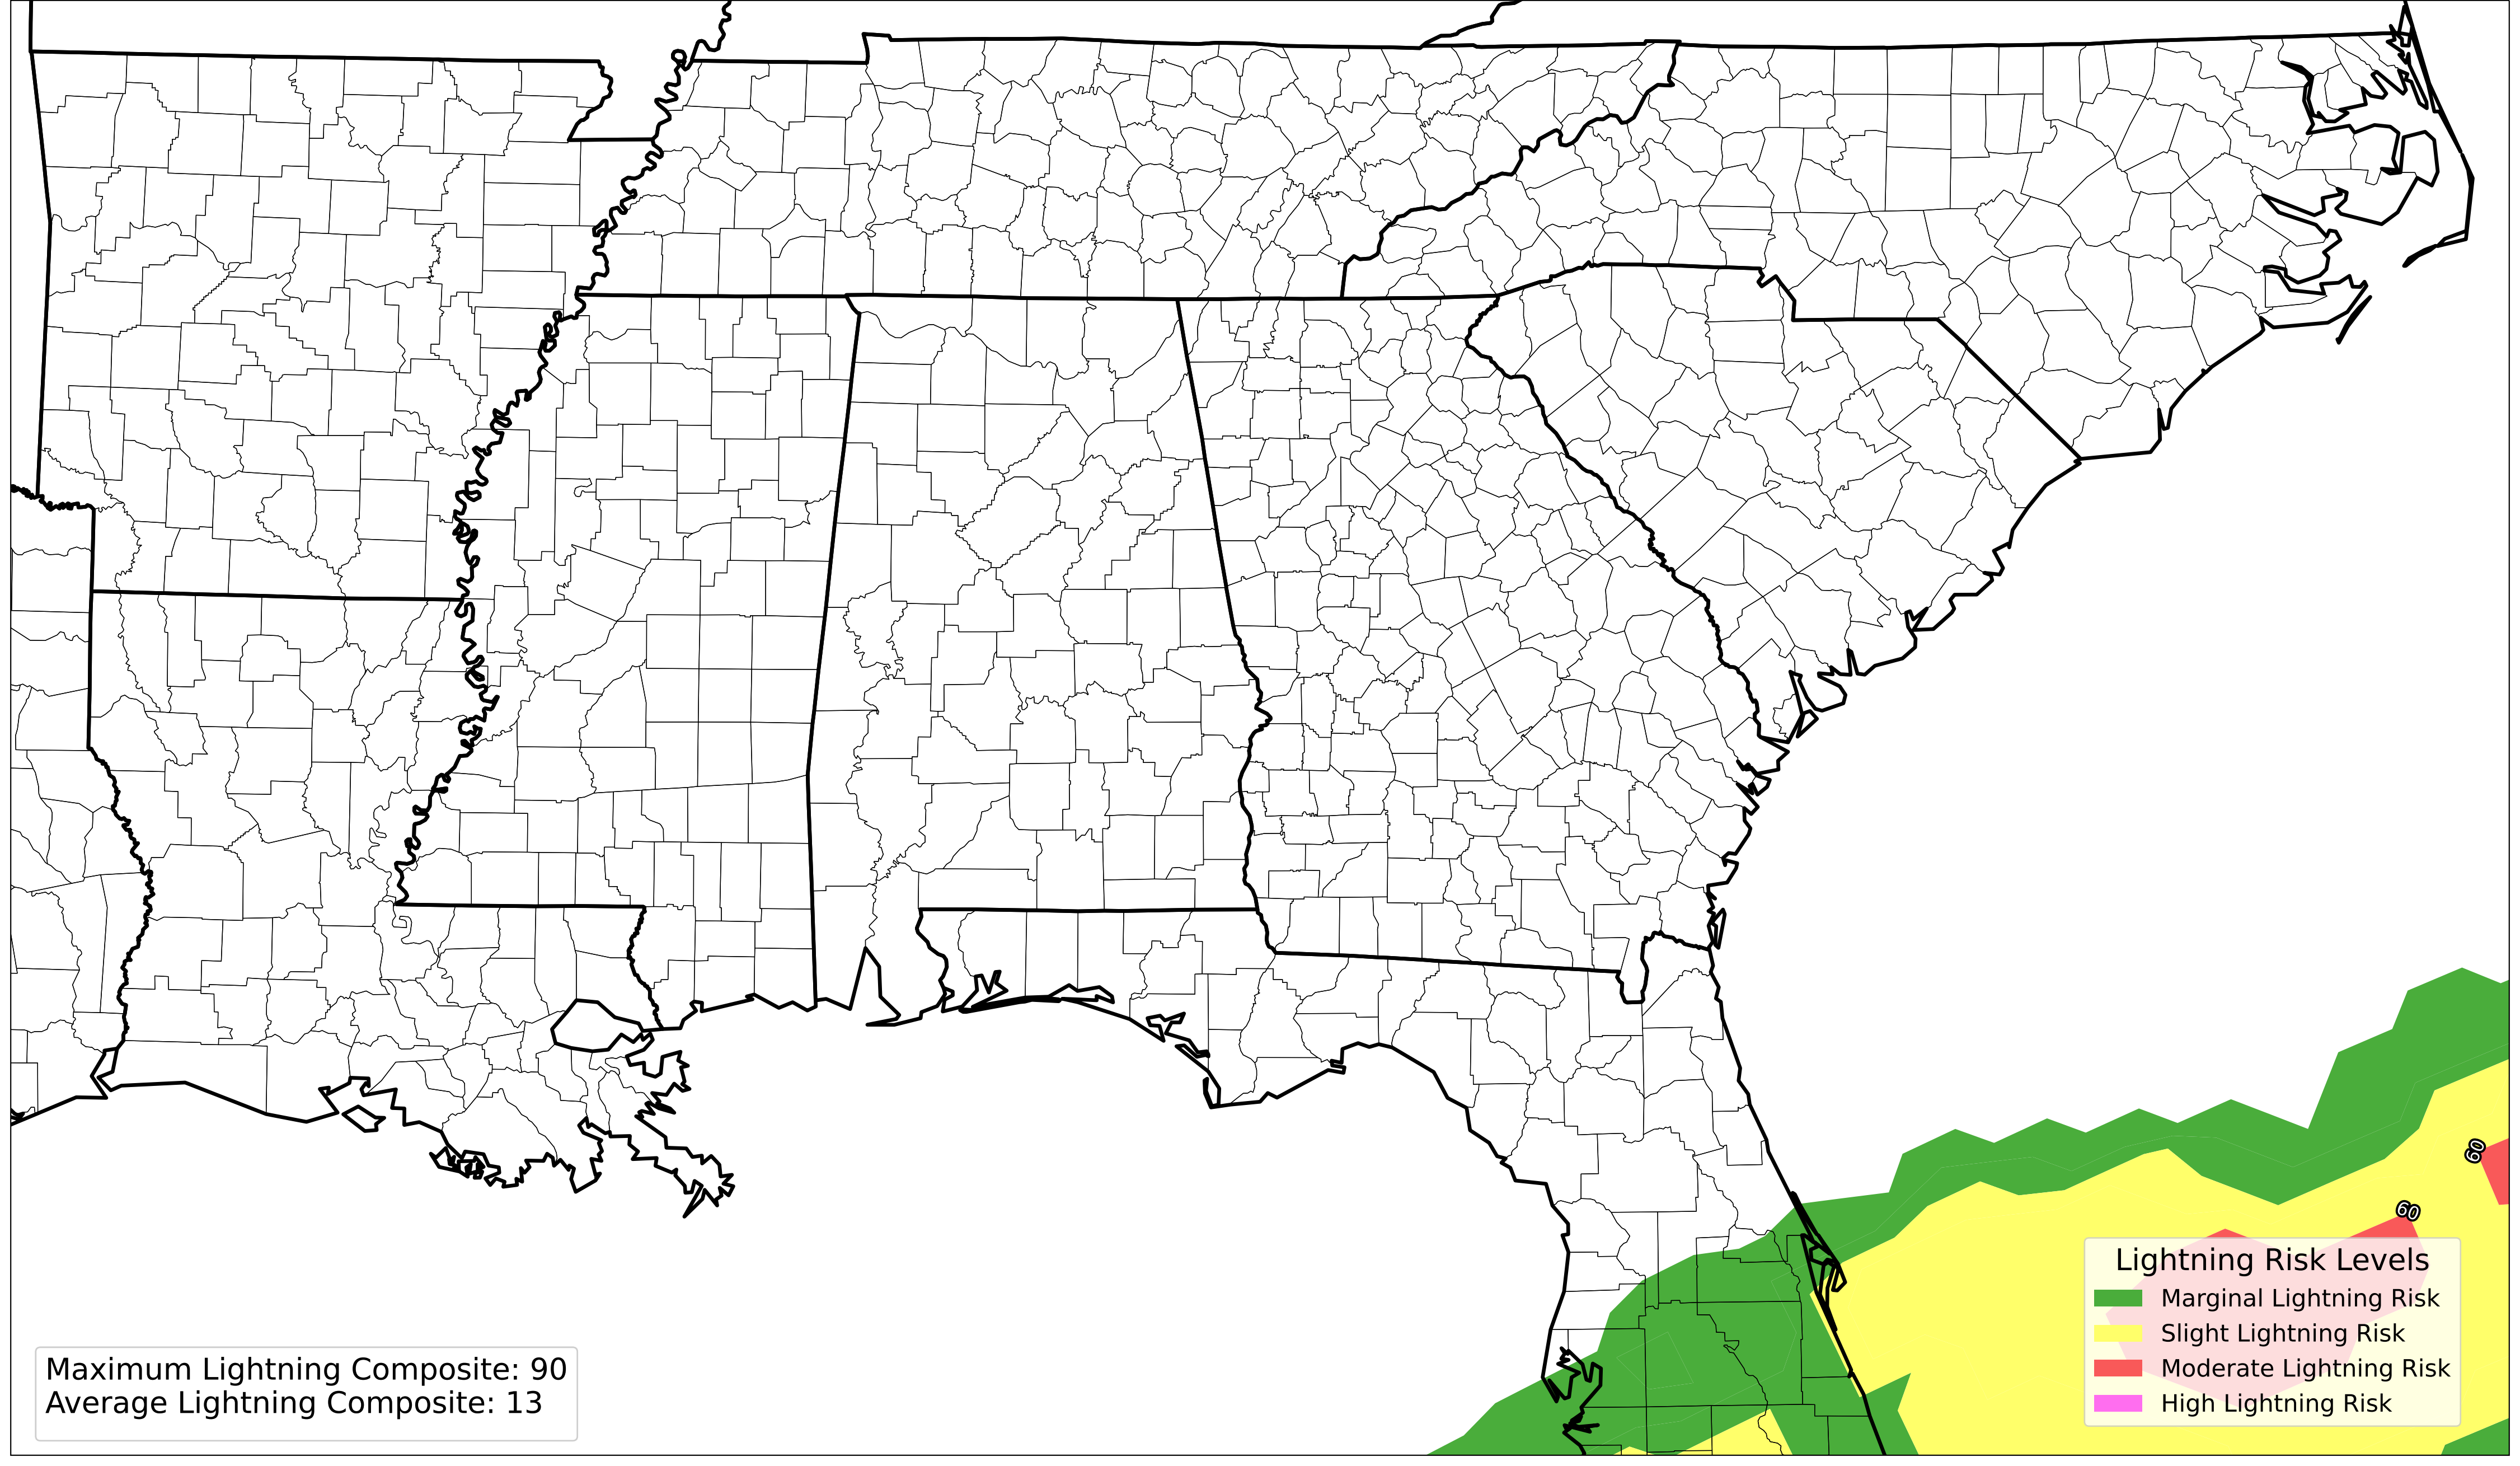 60
60
Lightning Risk Levels
Marginal Lightning Risk
Slight Lightning Risk
Moderate Lightning Risk
High Lightning Risk
Maximum Lightning Composite: 90
Average Lightning Composite: 13